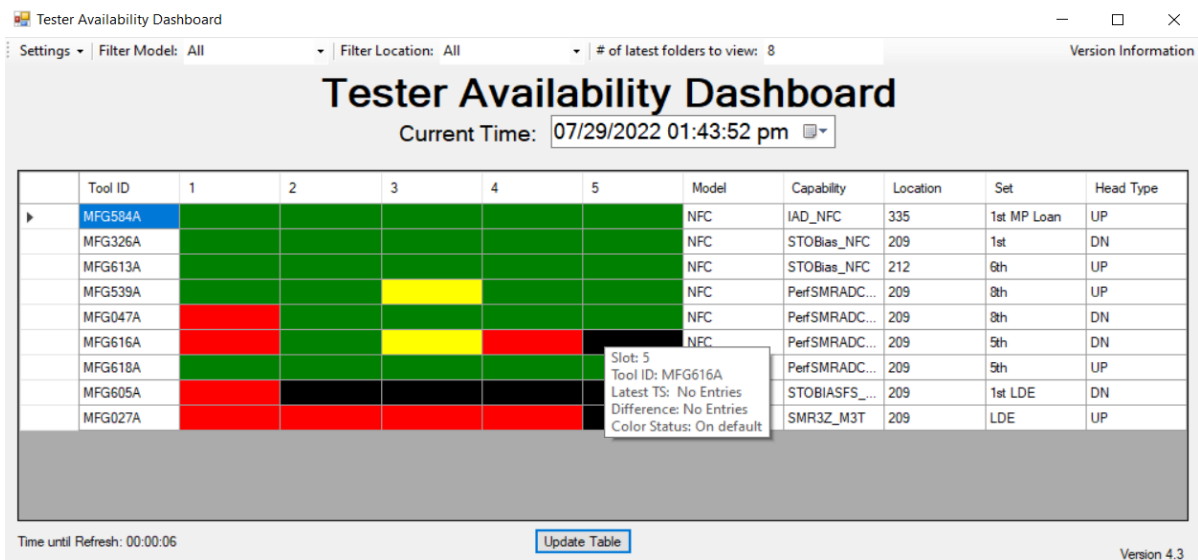 Tester Availability Dashboard
Settings Filter Model: All Filter Location: All # of latest folders to view: 8 Version Information
Tester Availability Dashboard
Current Time: 07/29/2022 01:43:52 pm
Tool ID 1 2 3 4 5 Model Capability Location Set Head Type
MFG584A NFC IAD_NFC 335 1st MP Loan UP
MFG326A NFC STOBias_NFC 209 1st DN
MFG613A NFC STOBias_NFC 212 6th UP
MFG539A NFC PerfSMRADC... 209 8th UP
MFG047A NFC PerfSMRADC... 209 8th DN
MFG616A NFC PerfSMRADC... 209 5th DN
MFG618A PerfSMRADC... 209 5th UP
MFG605A STOBIASFS_... 209 1st LDE DN
MFG027A SMR3Z_M3T 209 LDE UP
Slot: 5
Tool ID: MFG616A
Latest TS: No Entries
Difference: No Entries
Color Status: On default
Time until Refresh: 00:00:06 Update Table Version 4.3